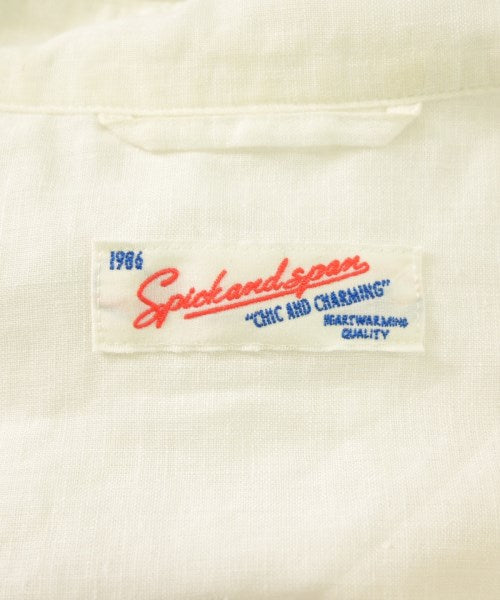 1986
Spickandspan
"CHIC AND CHARMING"
HEARTWARMING
QUALITY